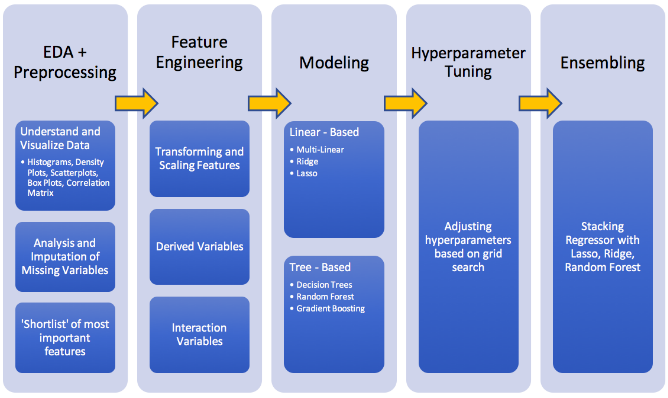 EDA +
Preprocessing
Understand and
Visualize Data
• Histograms, Density
Plots, Scatterplots,
Box Plots, Correlation
Matrix
Analysis and
Imputation of
Missing Variables
'Shortlist' of most
important
features
Feature
Engineering
Transforming and
Scaling Features
Derived Variables
Interaction
Variables
Modeling
Linear - Based
• Multi-Linear
• Ridge
• Lasso
Tree - Based
• Decision Trees
• Random Forest
• Gradient Boosting
Hyperparameter
Tuning
Adjusting
hyperparameters
based on grid
search
Ensembling
Stacking
Regressor with
Lasso, Ridge,
Random Forest